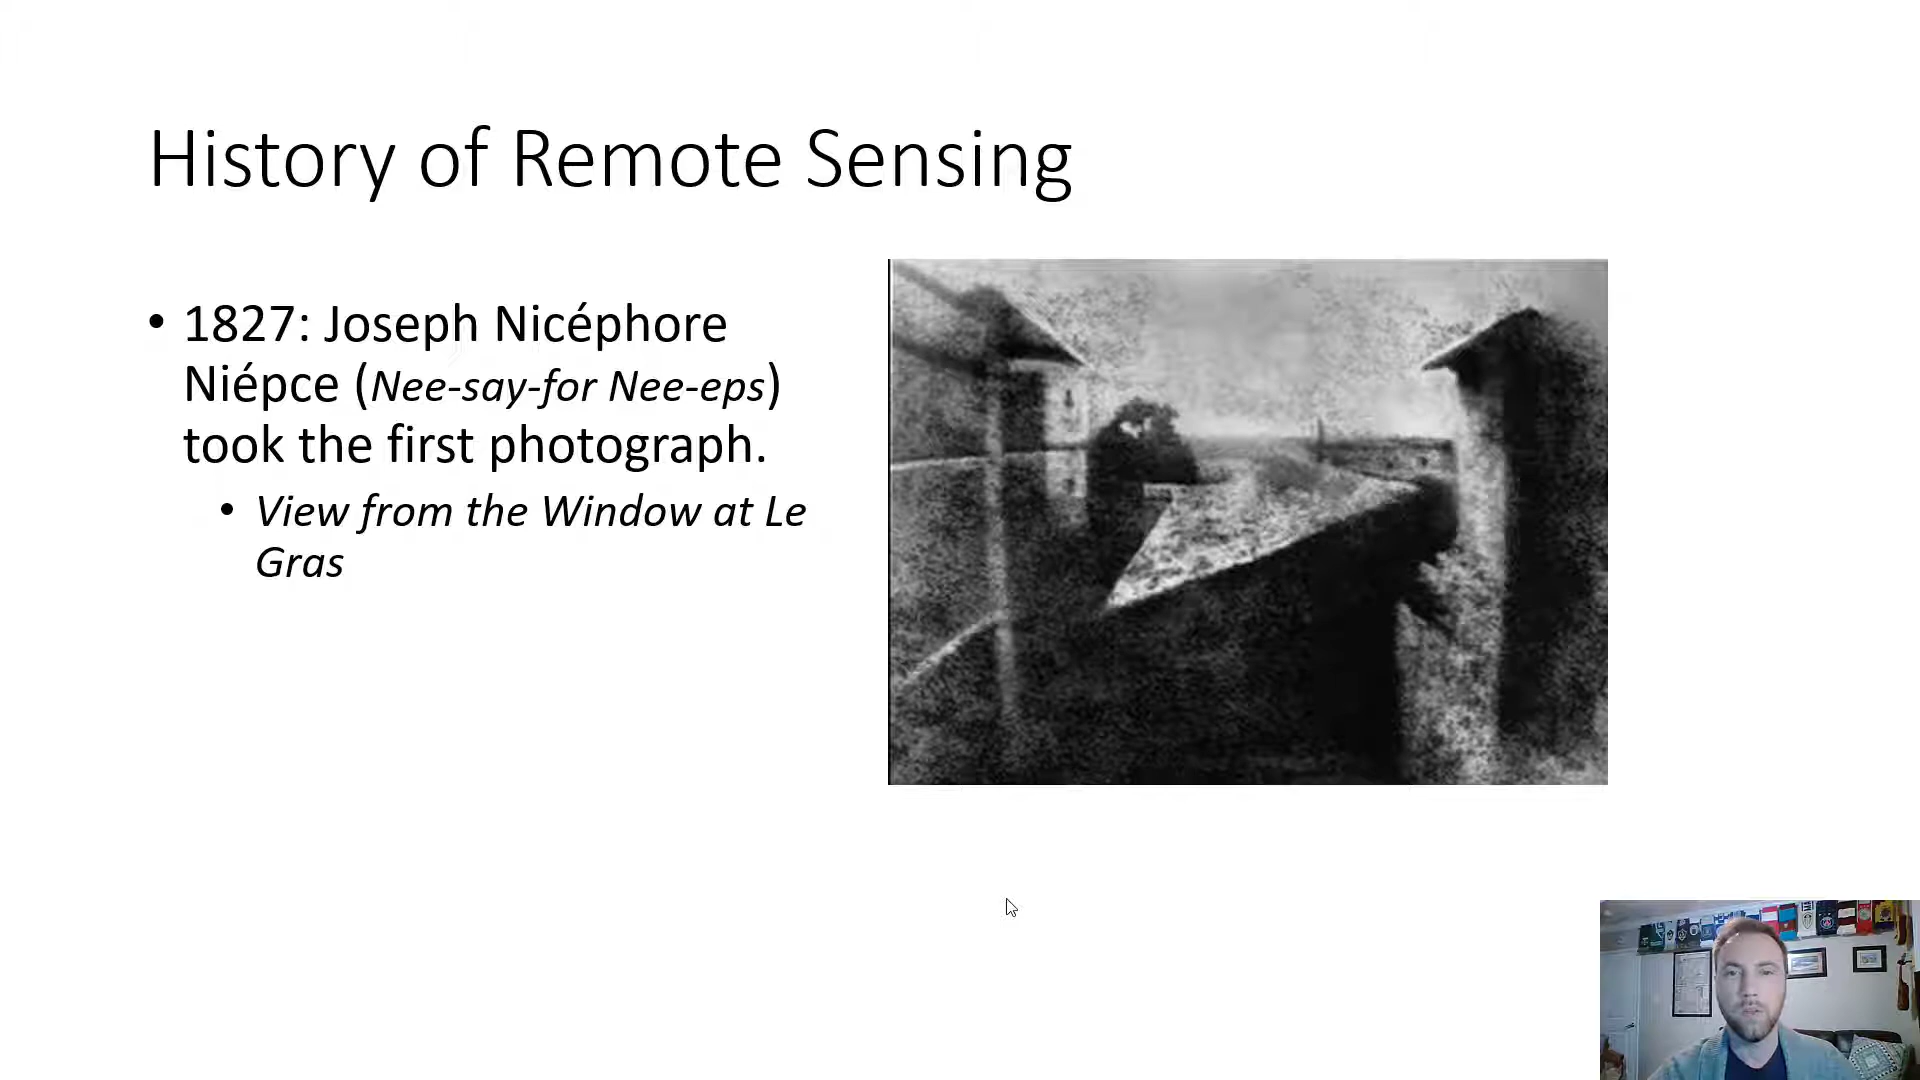 History of Remote Sensing
• 1827: Joseph Nicéphore
Niépce (Nee-say-for Nee-eps)
took the first photograph.
• View from the Window at Le
Gras